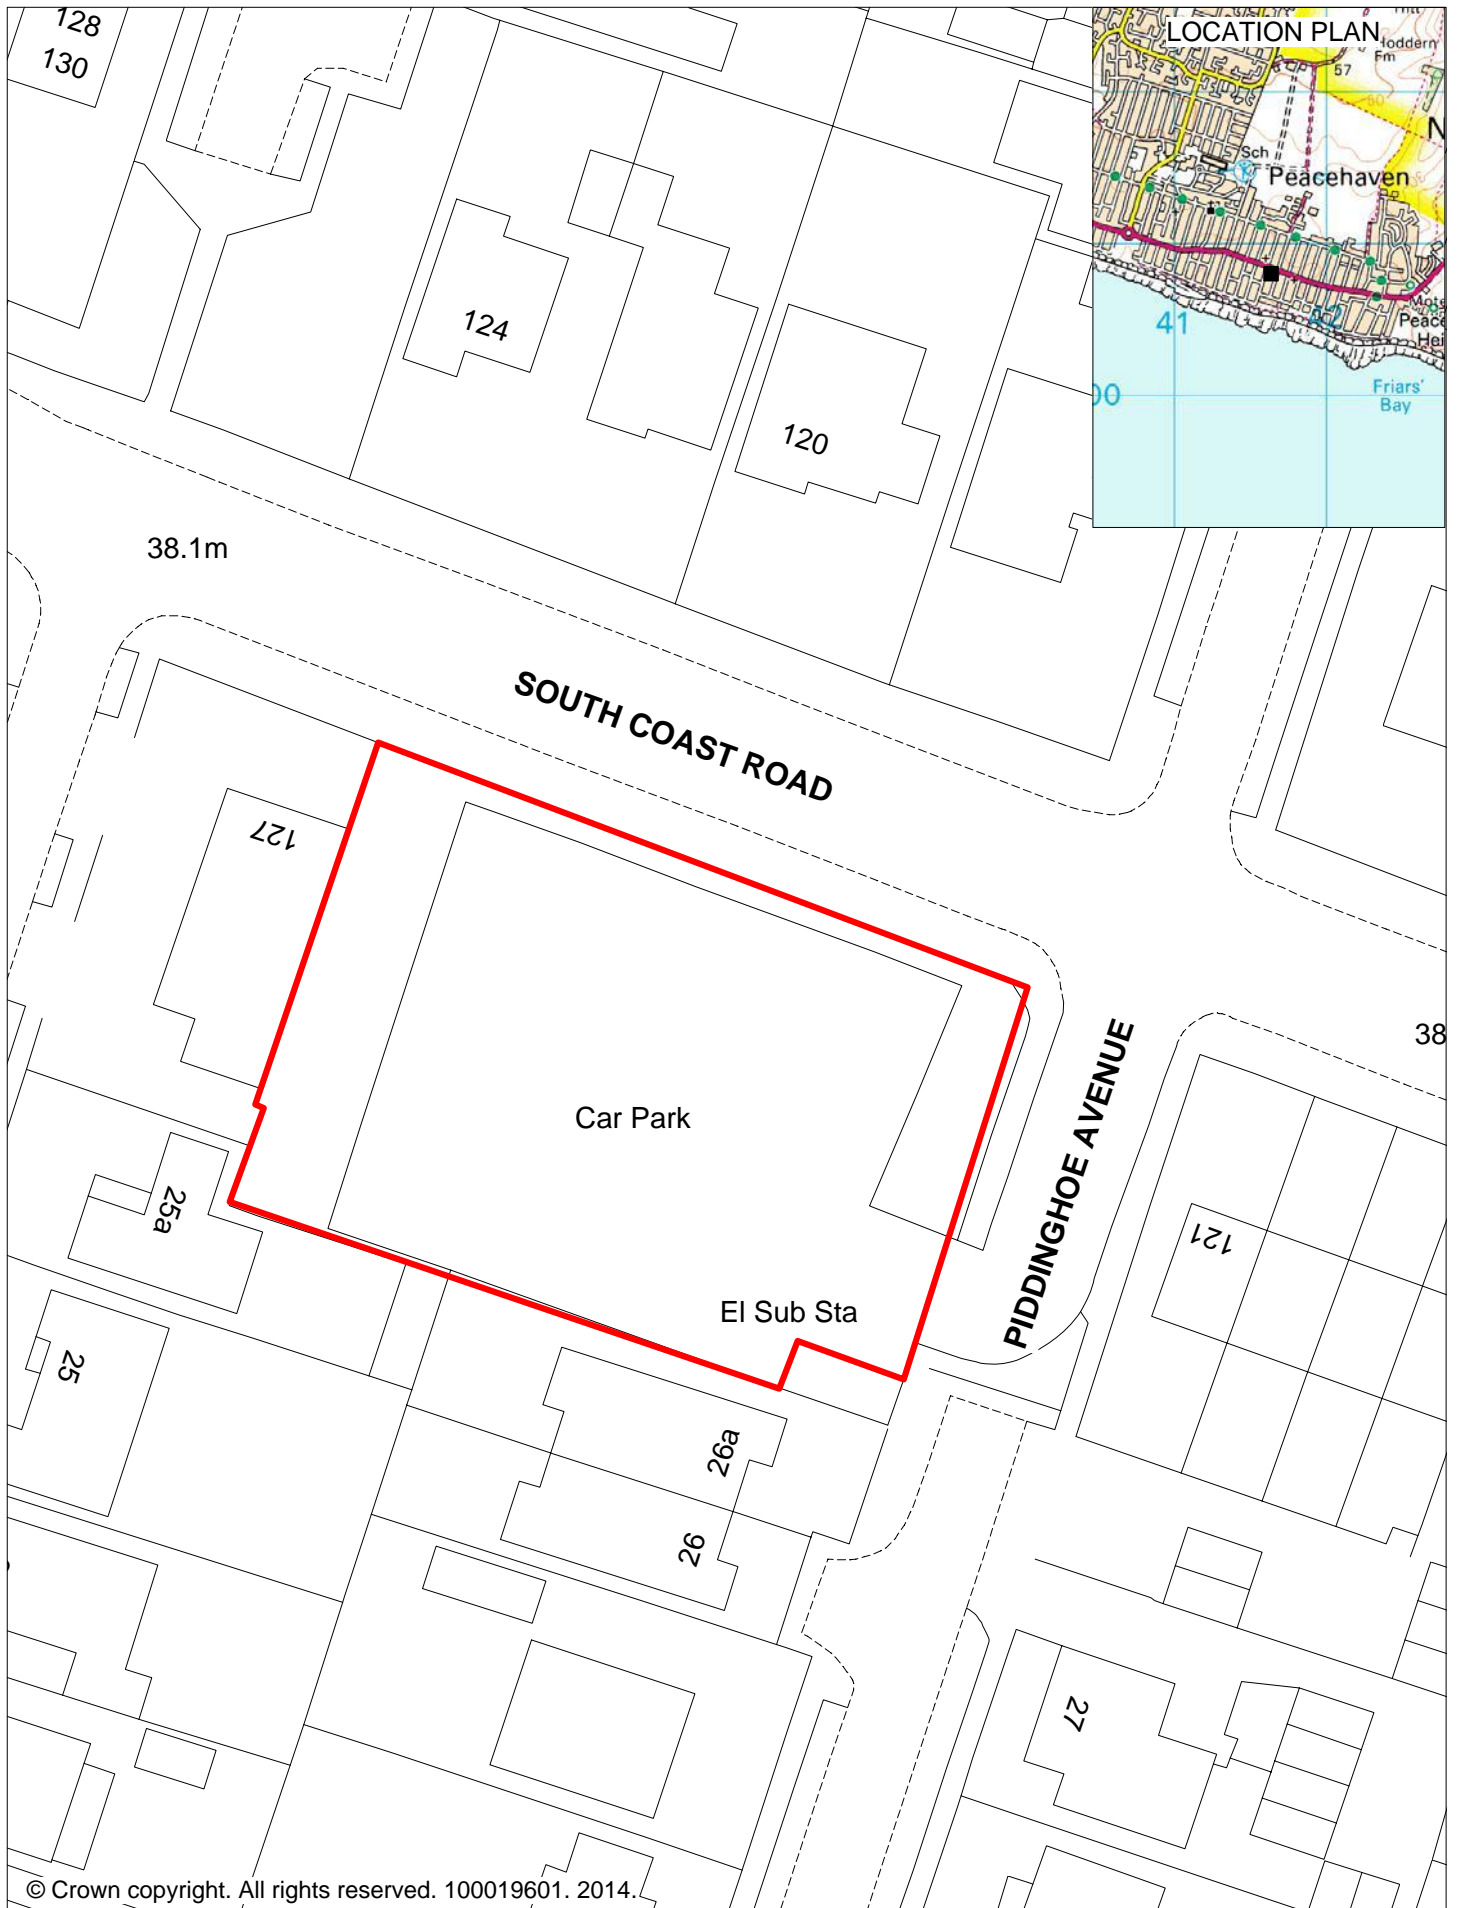 128
130
LOCATION PLAN
Hoddern
Fm
57
50
N
Sch
Peacehaven
41
42
00
Friars'
Bay
124
120
38.1m
SOUTH COAST ROAD
127
38
Car Park
PIDDINGHOE AVENUE
121
25a
El Sub Sta
25
26a
26
27
© Crown copyright. All rights reserved. 100019601. 2014.